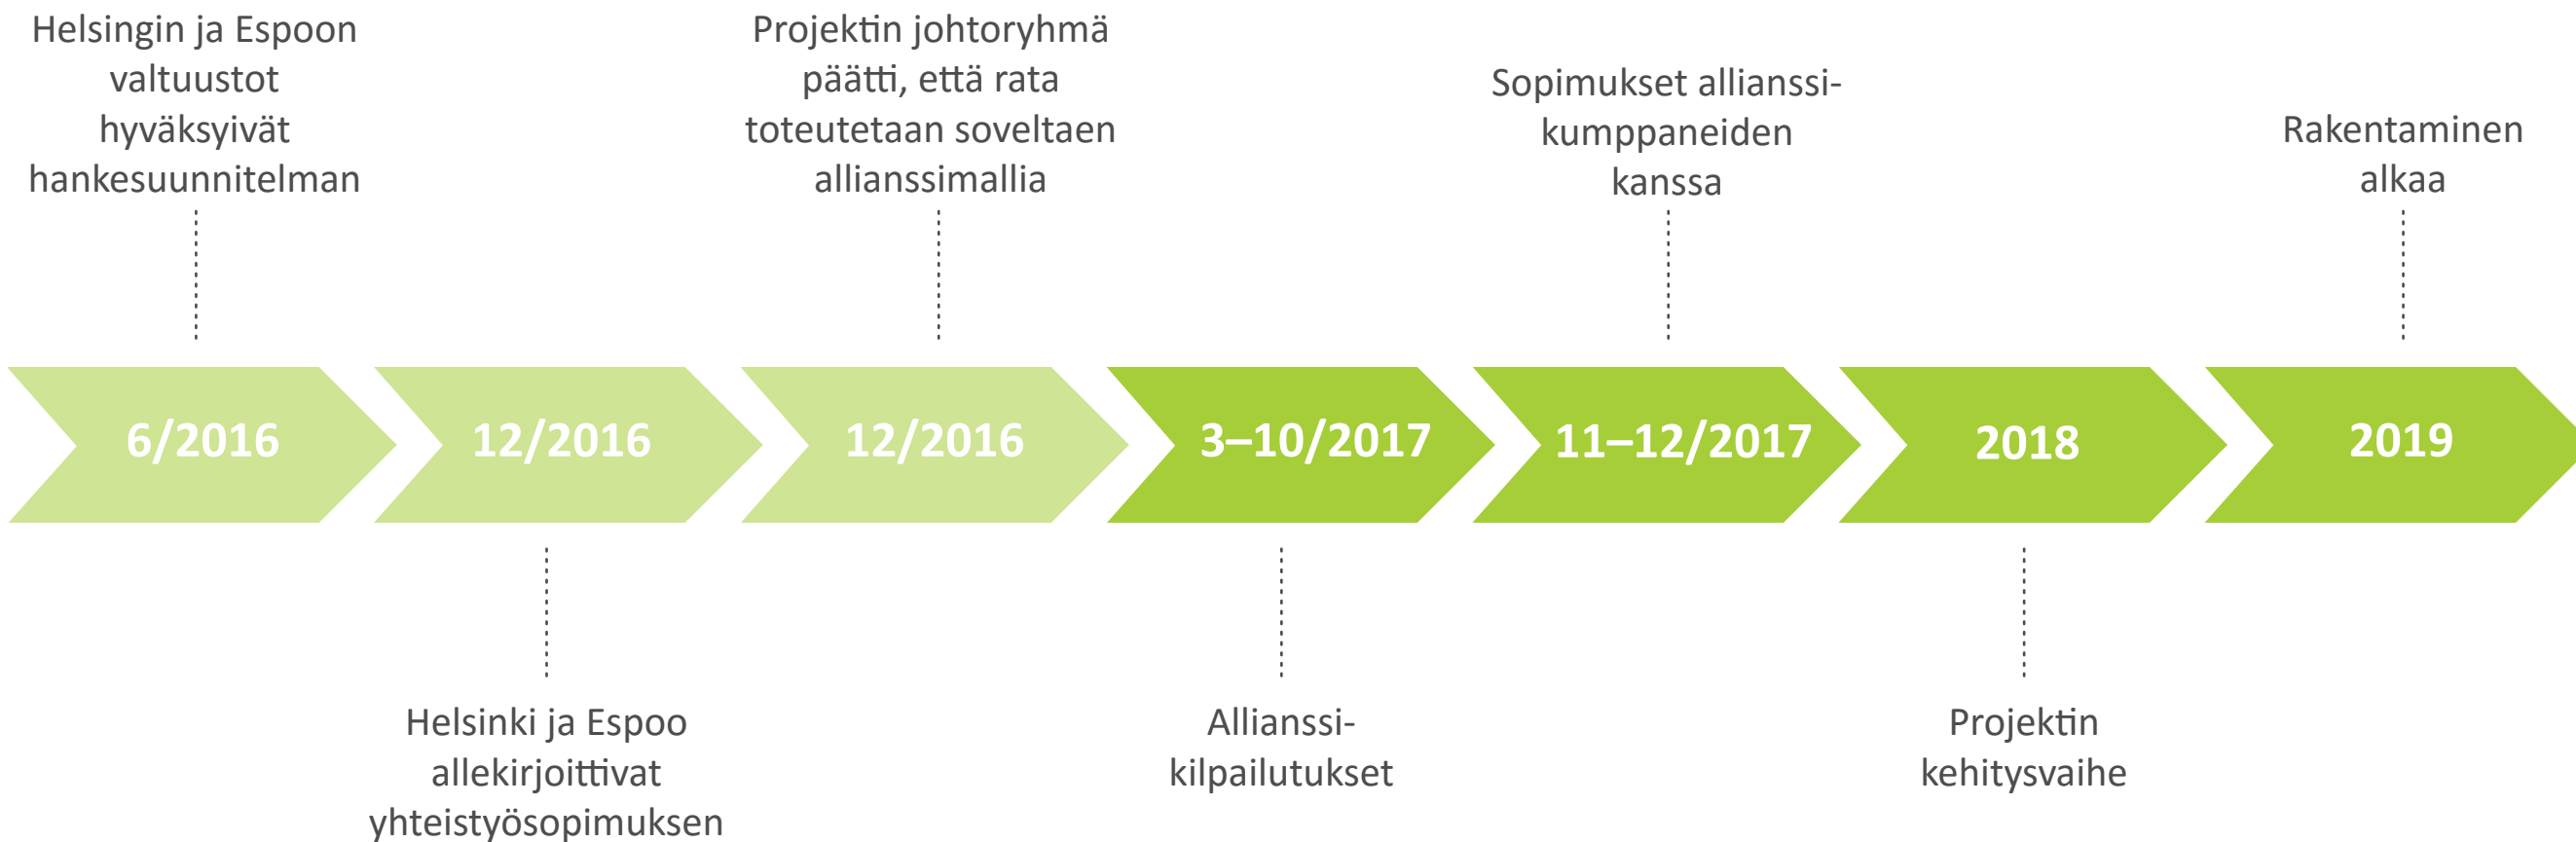 Helsingin ja Espoon
valtuustot
hyväksyivät
hankesuunnitelman
Projektin johtoryhmä
päätti, että rata
toteutetaan soveltaen
allianssimallia
Sopimukset allianssi-
kumppaneiden
kanssa
Rakentaminen
alkaa
6/2016
12/2016
12/2016
3–10/2017
11–12/2017
2018
2019
Helsinki ja Espoo
allekirjoittivat
yhteistyösopimuksen
Allianssi-
kilpailutukset
Projektin
kehitysvaihe